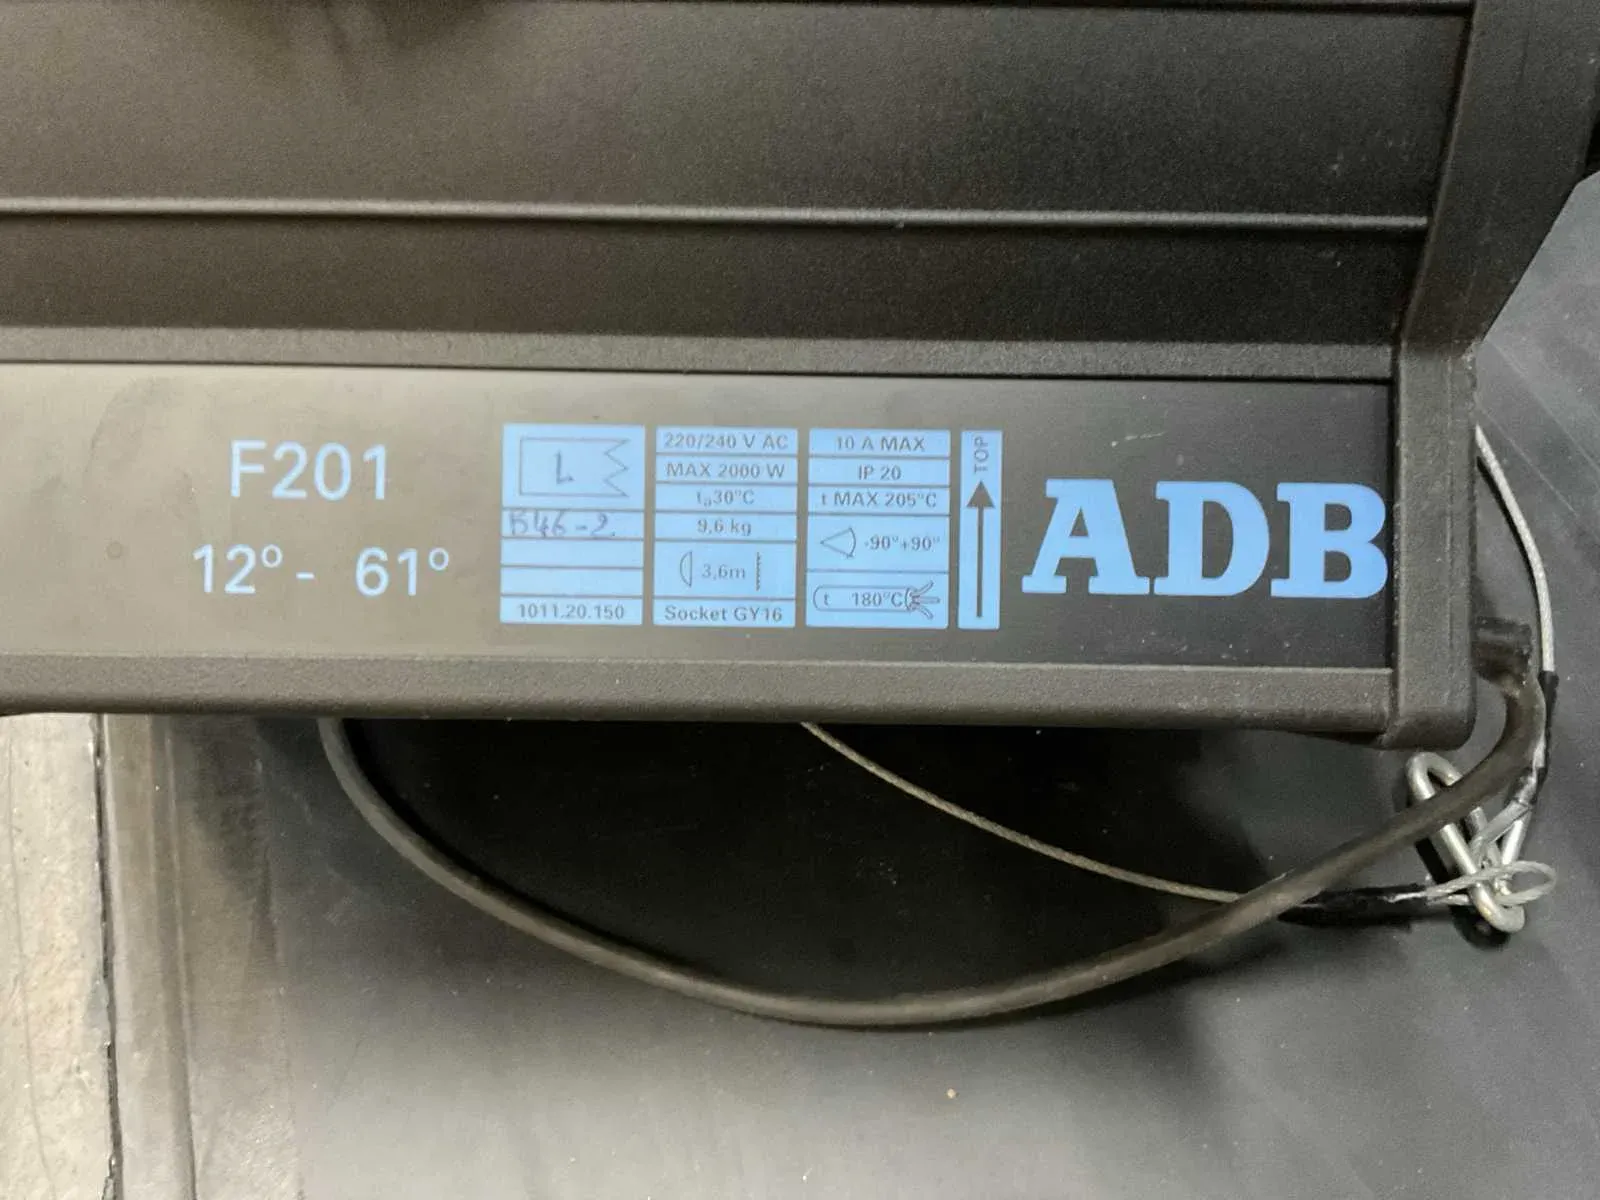 F201
12° - 61°
L
B46-2
1011.20.150
220/240 V AC
MAX 2000 W
ta30°C
9,6 kg
3,6m
Socket GY16
10 A MAX
IP 20
t MAX 205°C
-90°+90°
t 180°C
TOP
ADB